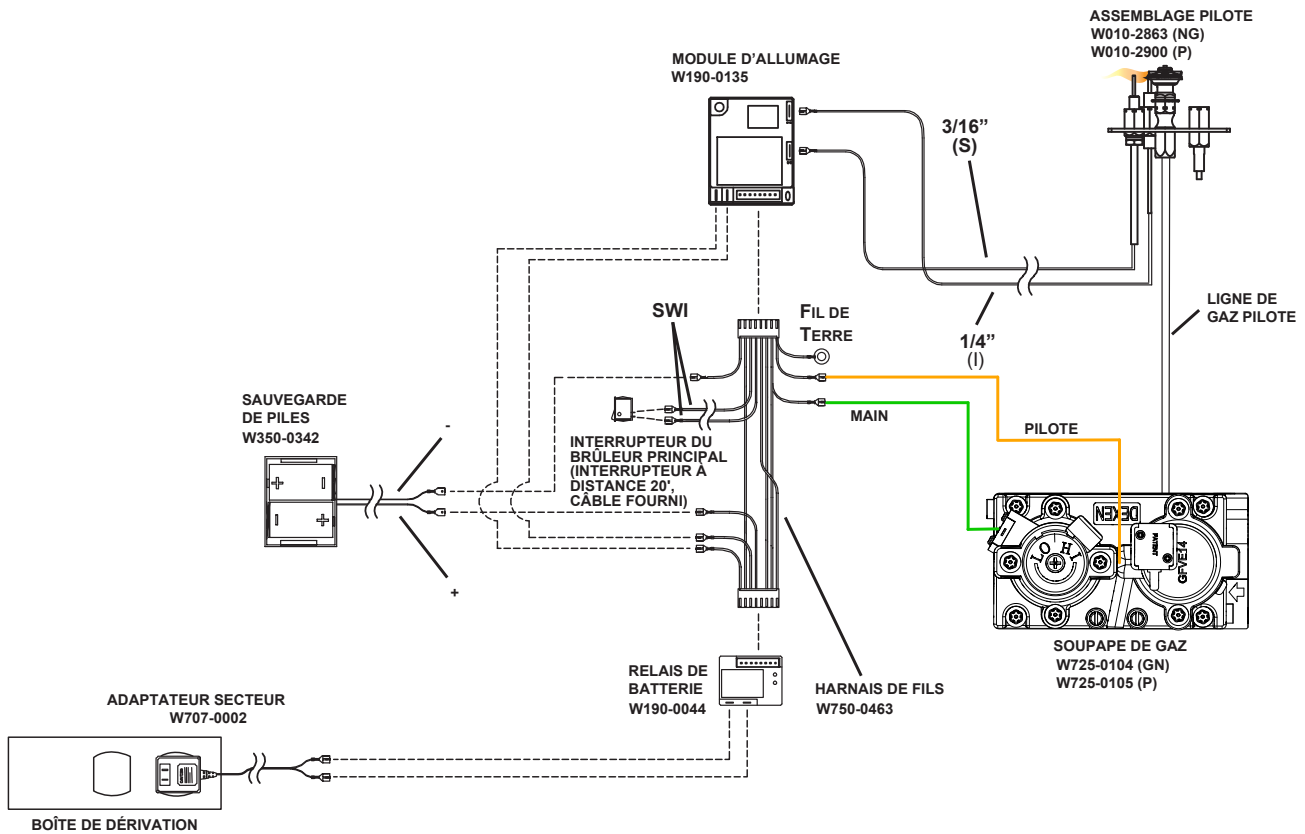 ASSEMBLAGE PILOTE
W010-2863 (NG)
W010-2900 (P)
MODULE D'ALLUMAGE
W190-0135
3/16”
(S)
LIGNE DE
GAZ PILOTE
SWI
FIL DE
TERRE
1/4”
(I)
SAUVEGARDE
DE PILES
W350-0342
-
+ -
- +
+
MAIN
PILOTE
INTERRUPTEUR DU
BRÛLEUR PRINCIPAL
(INTERRUPTEUR À
DISTANCE 20',
CÂBLE FOURNI)
DEXEN
LO HI
PATENT
GFVE14
SOUPAPE DE GAZ
W725-0104 (GN)
W725-0105 (P)
RELAIS DE
BATTERIE
W190-0044
HARNAIS DE FILS
W750-0463
ADAPTATEUR SECTEUR
W707-0002
BOÎTE DE DÉRIVATION